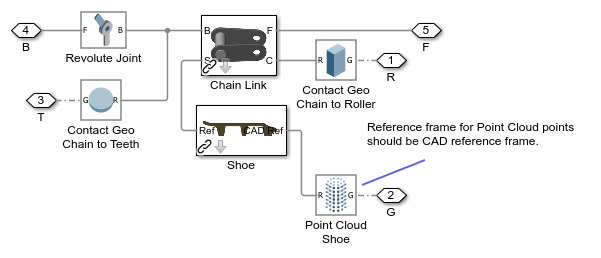 4
B
F
B
Revolute Joint
B
F
S
C
Chain Link
5
F
R
G
Contact Geo
Chain to Roller
1
R
3
T
G
R
Contact Geo
Chain to Teeth
Ref
CAD Ref
Shoe
Reference frame for Point Cloud points
should be CAD reference frame.
R
G
Point Cloud
Shoe
2
G